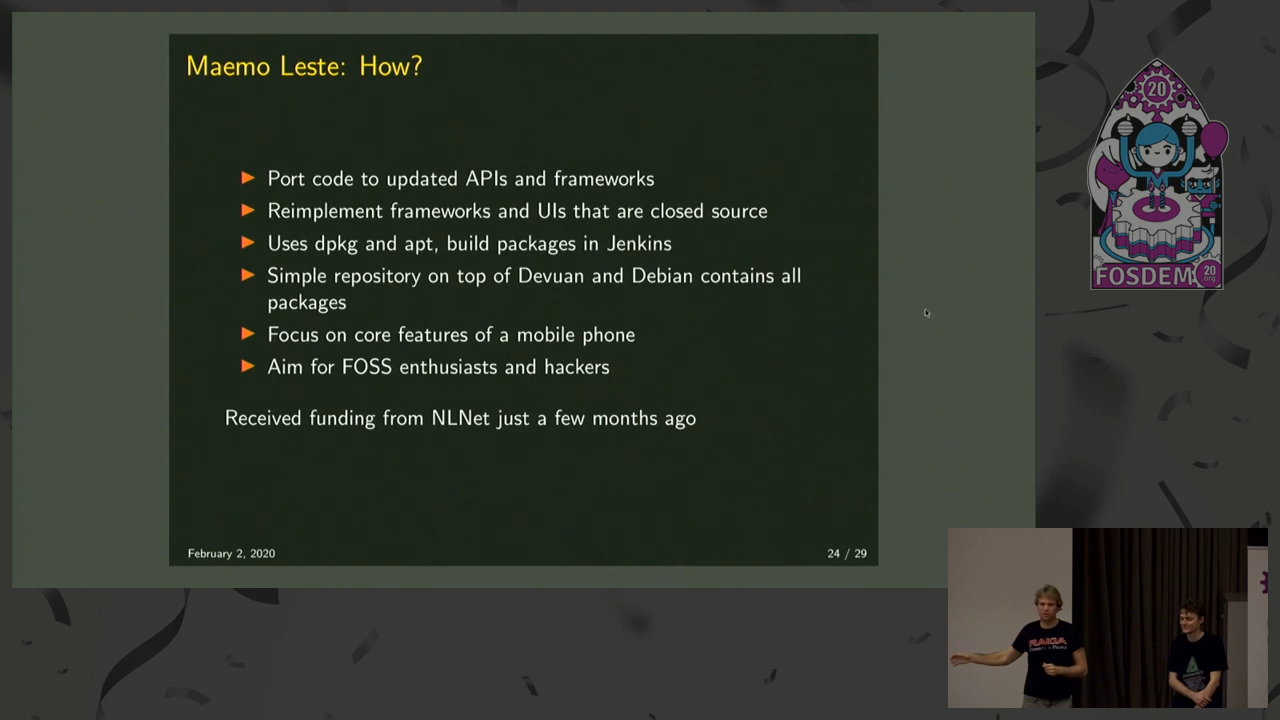 Maemo Leste: How?
Port code to updated APIs and frameworks
Reimplement frameworks and UIs that are closed source
Uses dpkg and apt, build packages in Jenkins
Simple repository on top of Devuan and Debian contains all
packages
Focus on core features of a mobile phone
Aim for FOSS enthusiasts and hackers
Received funding from NLNet just a few months ago
February 2, 2020
24 / 29
20
FOSDEM
20
.org